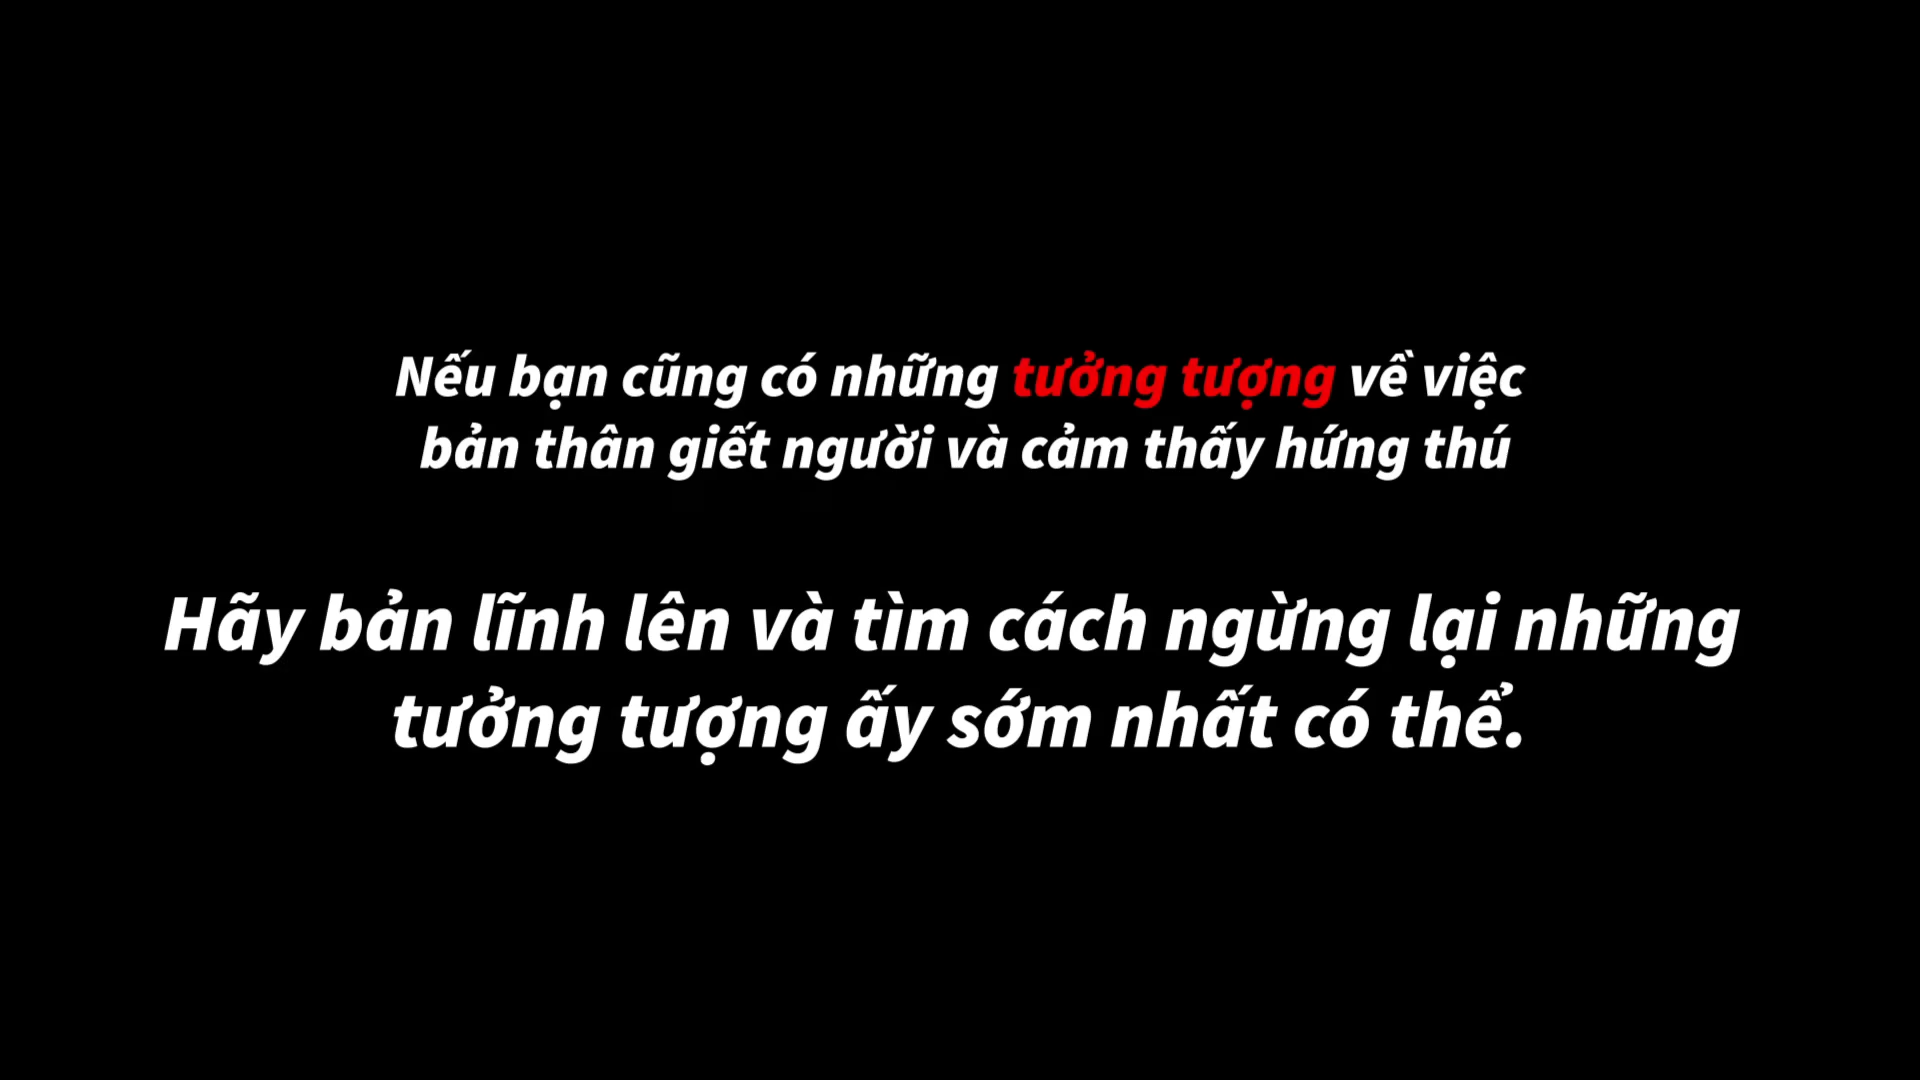 Nếu bạn cũng có những tưởng tượng về việc
bản thân giết người và cảm thấy hứng thú
Hãy bản lĩnh lên và tìm cách ngừng lại những
tưởng tượng ấy sớm nhất có thể.